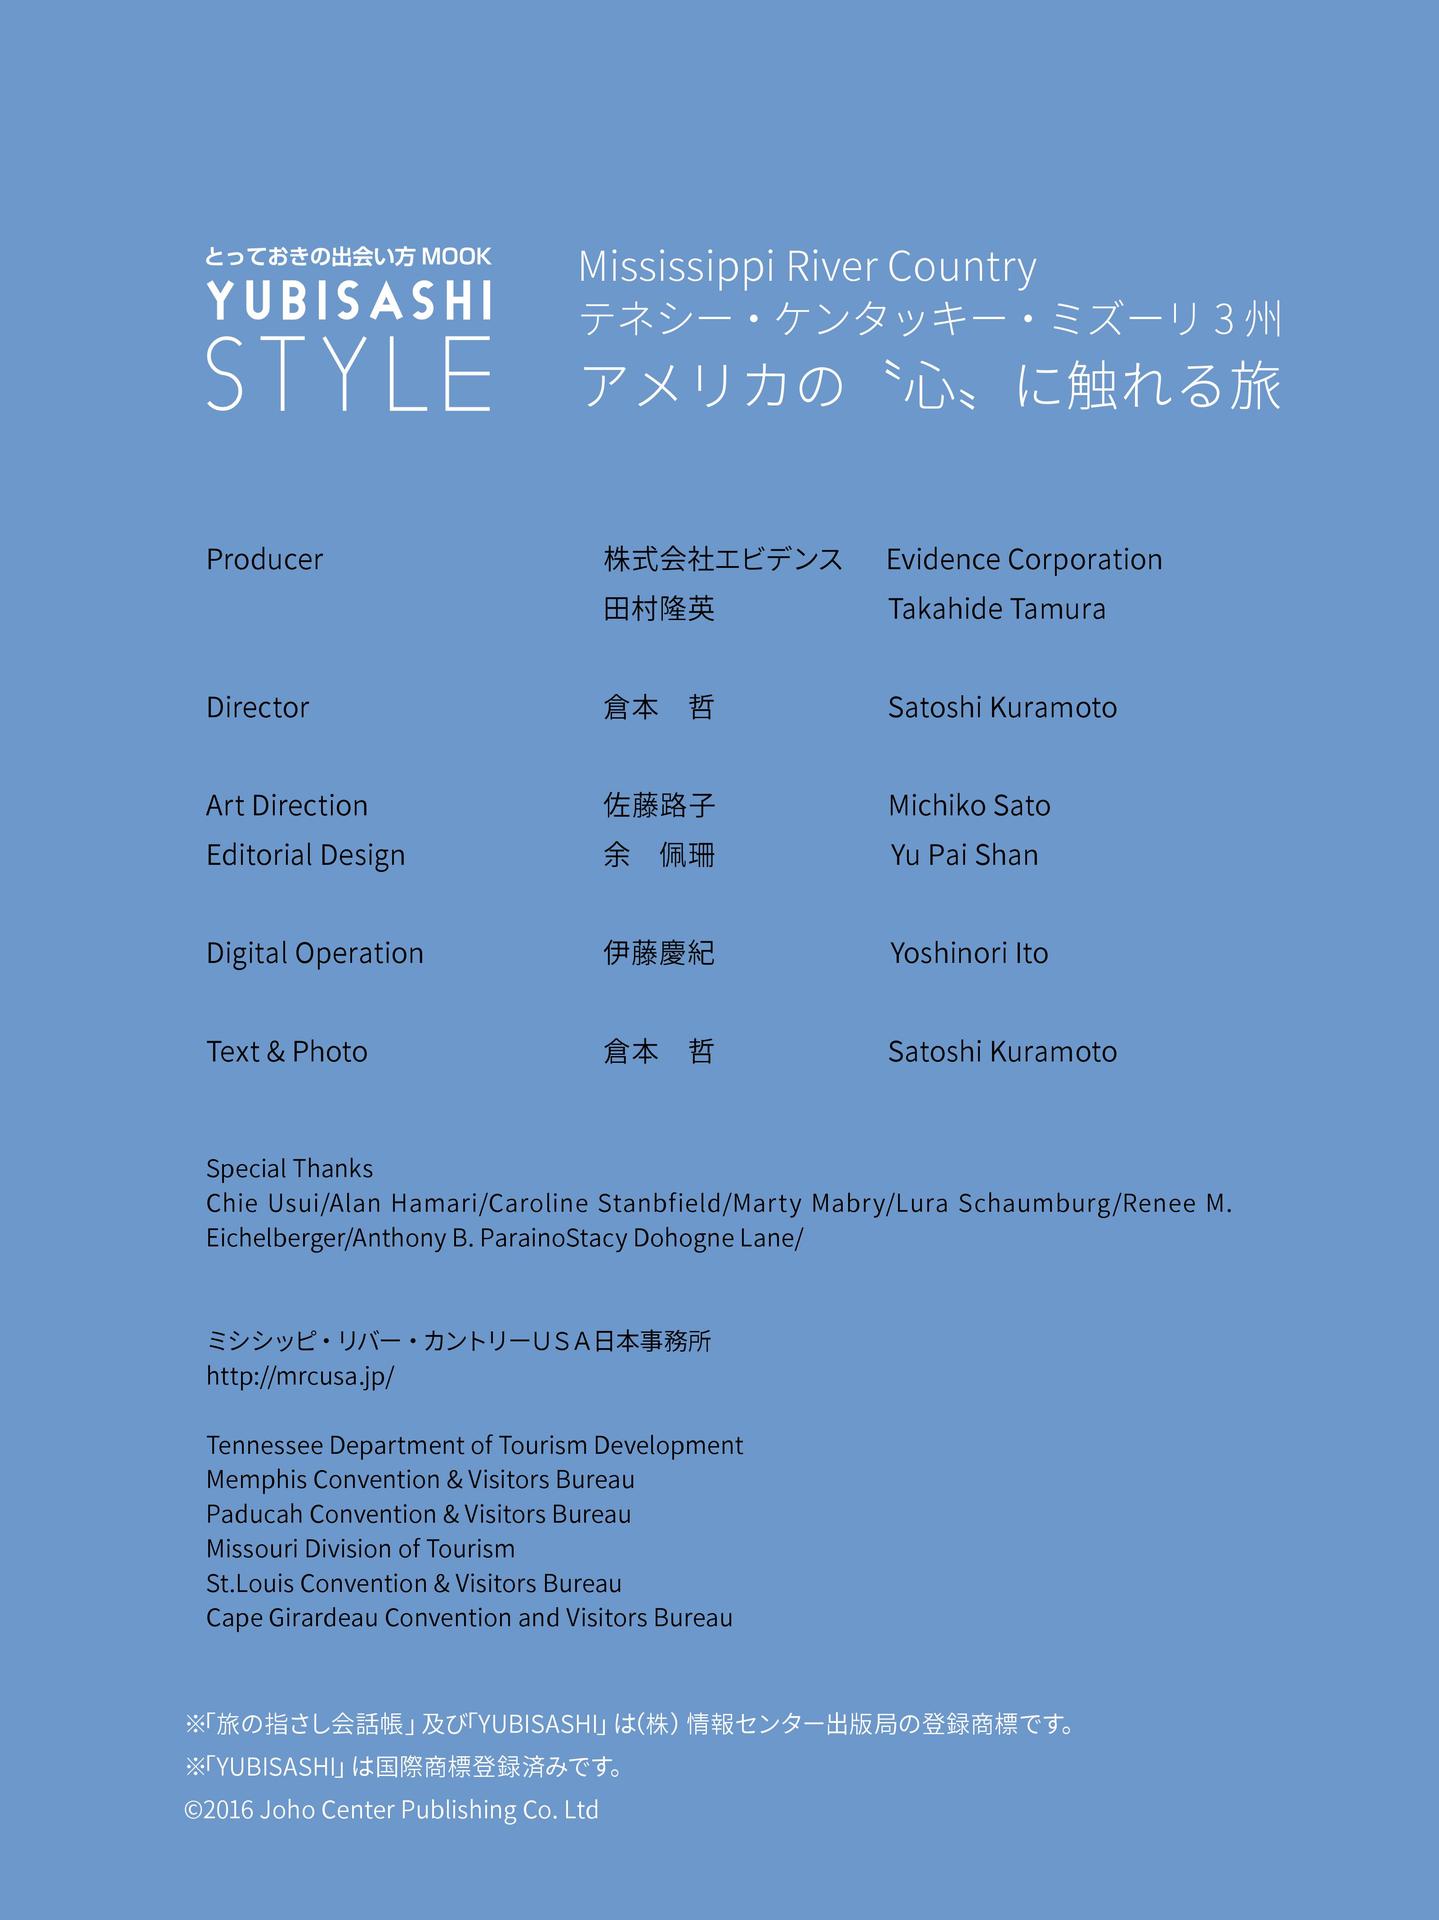 とっておきの出会い方 MOOK
YUBISASHI
STYLE
Mississippi River Country
テネシー・ケンタッキー・ミズーリ 3 州
アメリカの〝心〟に触れる旅
Producer 株式会社エビデンス Evidence Corporation
田村隆英 Takahide Tamura
Director 倉本 哲 Satoshi Kuramoto
Art Direction 佐藤路子 Michiko Sato
Editorial Design 余 佩珊 Yu Pai Shan
Digital Operation 伊藤慶紀 Yoshinori Ito
Text & Photo 倉本 哲 Satoshi Kuramoto
Special Thanks
Chie Usui/Alan Hamari/Caroline Stanbfield/Marty Mabry/Lura Schaumburg/Renee M.
Eichelberger/Anthony B. ParainoStacy Dohogne Lane/
ミシシッピ・リバー・カントリーＵＳＡ日本事務所
http://mrcusa.jp/
Tennessee Department of Tourism Development
Memphis Convention & Visitors Bureau
Paducah Convention & Visitors Bureau
Missouri Division of Tourism
St.Louis Convention & Visitors Bureau
Cape Girardeau Convention and Visitors Bureau
※「旅の指さし会話帳」及び「YUBISASHI」は（株）情報センター出版局の登録商標です。
※「YUBISASHI」は国際商標登録済みです。
©2016 Joho Center Publishing Co. Ltd